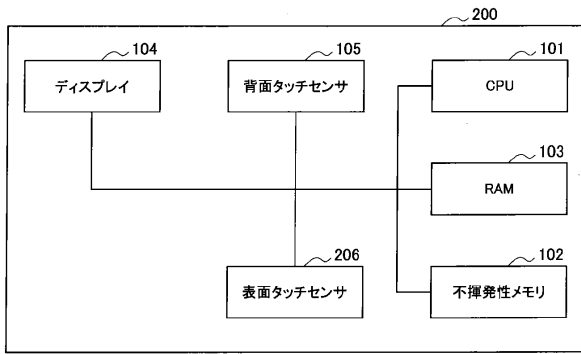 200
104
ディスプレイ
105
背面タッチセンサ
101
CPU
103
RAM
206
表面タッチセンサ
102
不揮発性メモリ